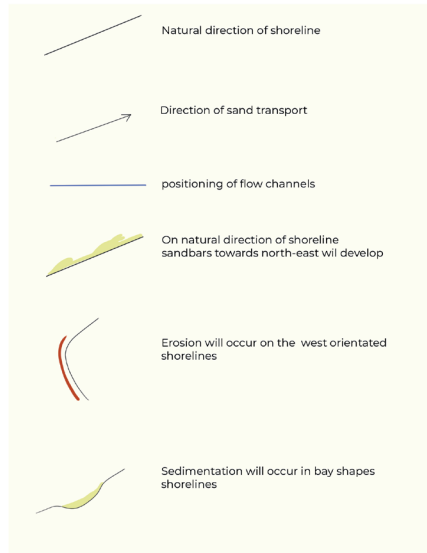 Natural direction of shoreline
Direction of sand transport
positioning of flow channels
On natural direction of shoreline
sandbars towards north-east wil develop
Erosion will occur on the west orientated
shorelines
Sedimentation will occur in bay shapes
shorelines